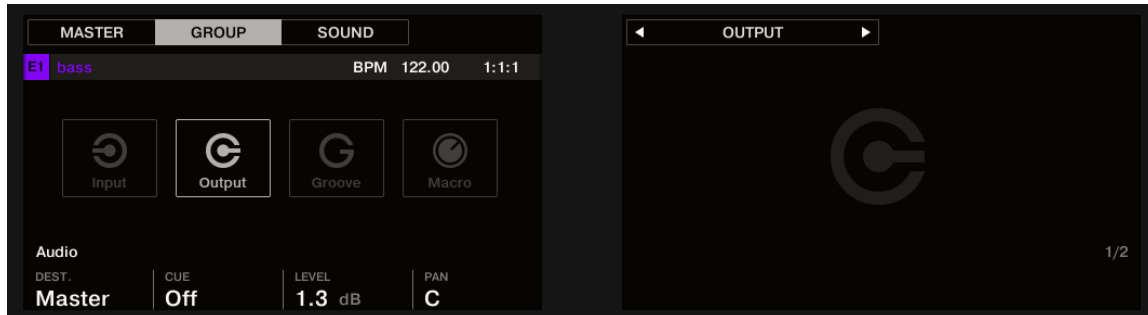 MASTER GROUP SOUND
E1 bass BPM 122.00 1:1:1
Input Output Groove Macro
Audio
DEST. CUE LEVEL PAN
Master Off 1.3 dB C
OUTPUT
1/2